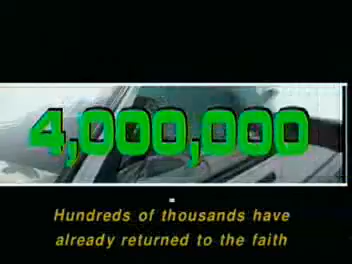 4,000,000
Hundreds of thousands have
already returned to the faith